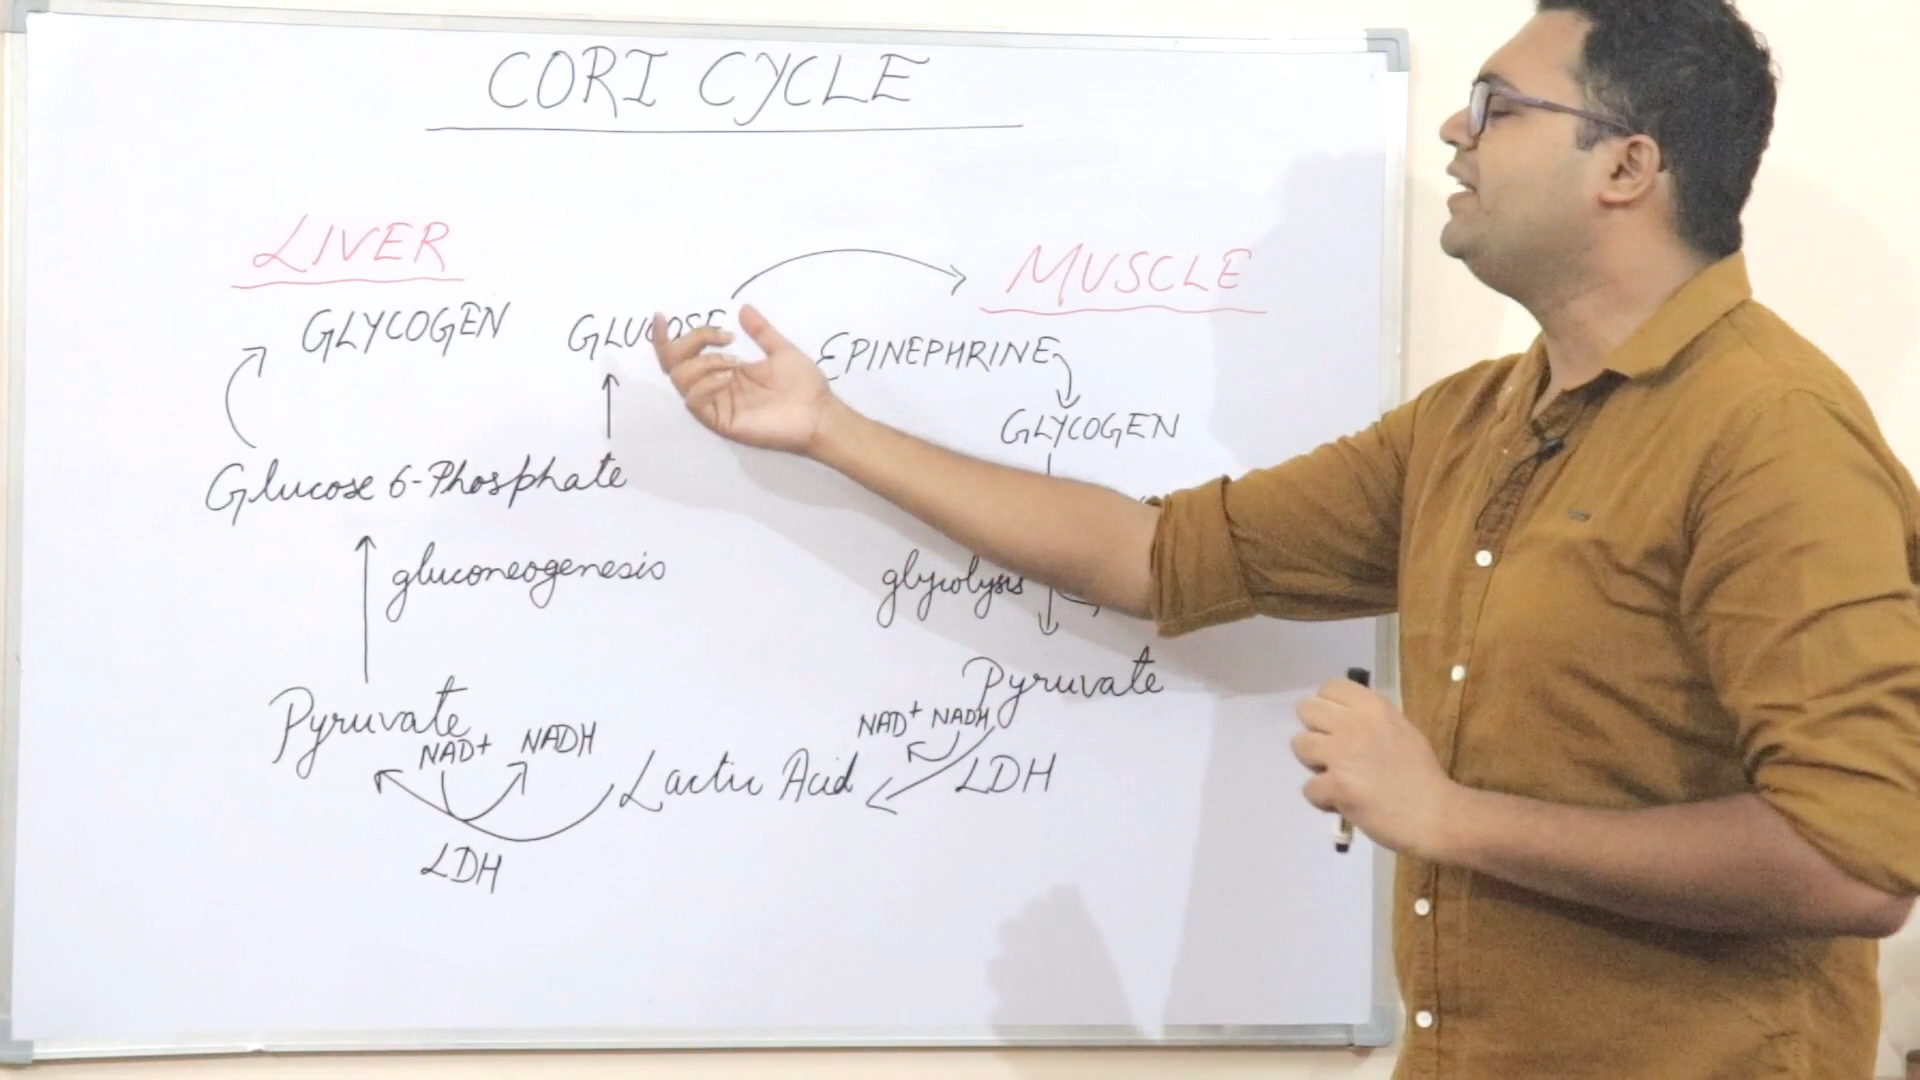 CORI CYCLE
LIVER
MUSCLE
GLYCOGEN
GLUCOSE
EPINEPHRINE
GLYCOGEN
Glucose 6-Phosphate
gluconeogenesis
glycolysis
Pyruvate
Pyruvate
NAD+ NADH
NAD+ NADH
Lactic Acid
LDH
LDH